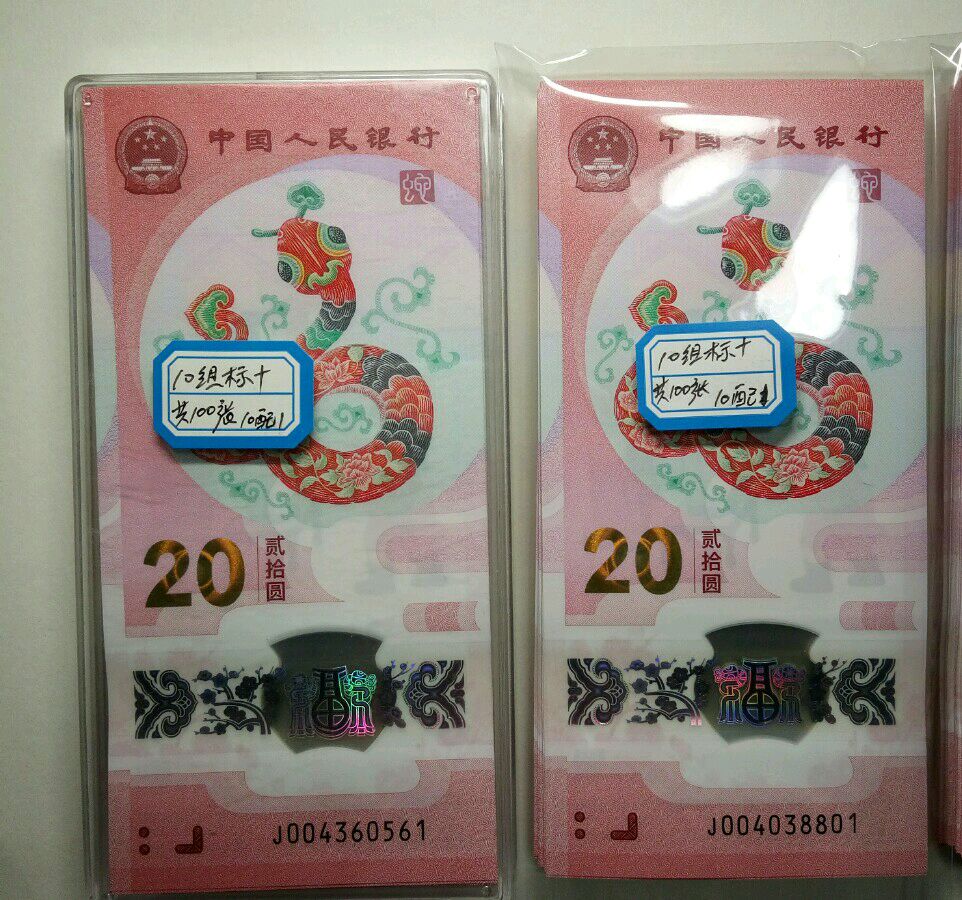 中国人民银行
10组标十
共100张 10配1
20
贰拾圆
J004360561
中国人民银行
10组标十
共100张 10配1
20
贰拾圆
J004038801